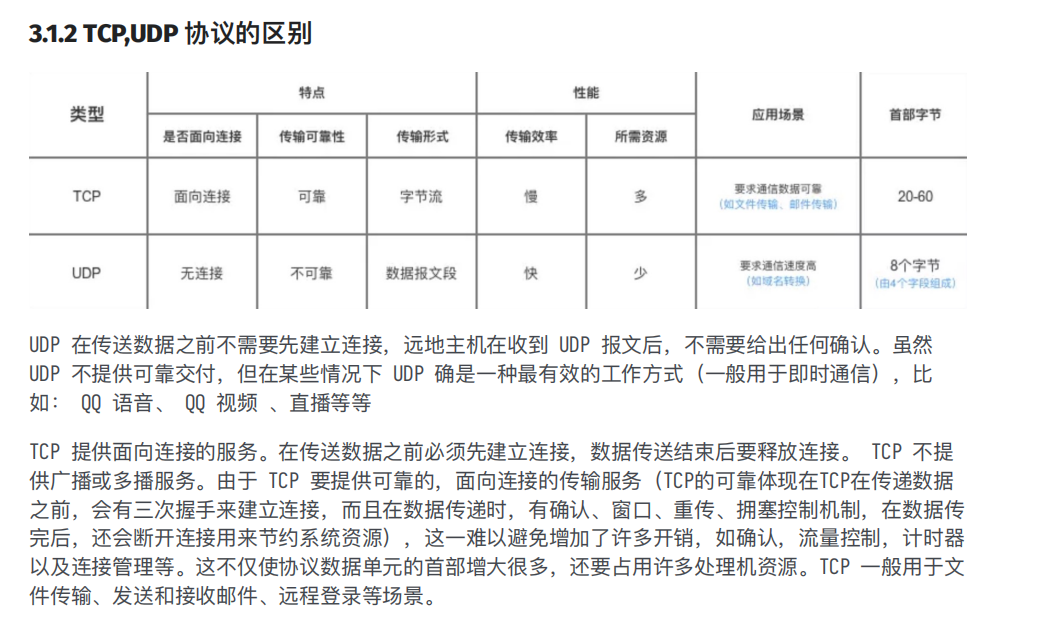 3.1.2 TCP,UDP 协议的区别
类型 特点 性能 应用场景 首部字节
是否面向连接 传输可靠性 传输形式 传输效率 所需资源
TCP 面向连接 可靠 字节流 慢 多 要求通信数据可靠 20-60
(如文件传输、邮件传输)
UDP 无连接 不可靠 数据报文段 快 少 要求通信速度高 8个字节
(如域名转换) (由4个字段组成)
UDP 在传送数据之前不需要先建立连接，远地主机在收到 UDP 报文后，不需要给出任何确认。虽然
UDP 不提供可靠交付，但在某些情况下 UDP 确是一种最有效的工作方式（一般用于即时通信），比
如： QQ 语音、 QQ 视频 、直播等等
TCP 提供面向连接的服务。在传送数据之前必须先建立连接，数据传送结束后要释放连接。 TCP 不提
供广播或多播服务。由于 TCP 要提供可靠的，面向连接的传输服务（TCP的可靠体现在TCP在传递数据
之前，会有三次握手来建立连接，而且在数据传递时，有确认、窗口、重传、拥塞控制机制，在数据传
完后，还会断开连接用来节约系统资源），这一难以避免增加了许多开销，如确认，流量控制，计时器
以及连接管理等。这不仅使协议数据单元的首部增大很多，还要占用许多处理机资源。TCP 一般用于文
件传输、发送和接收邮件、远程登录等场景。